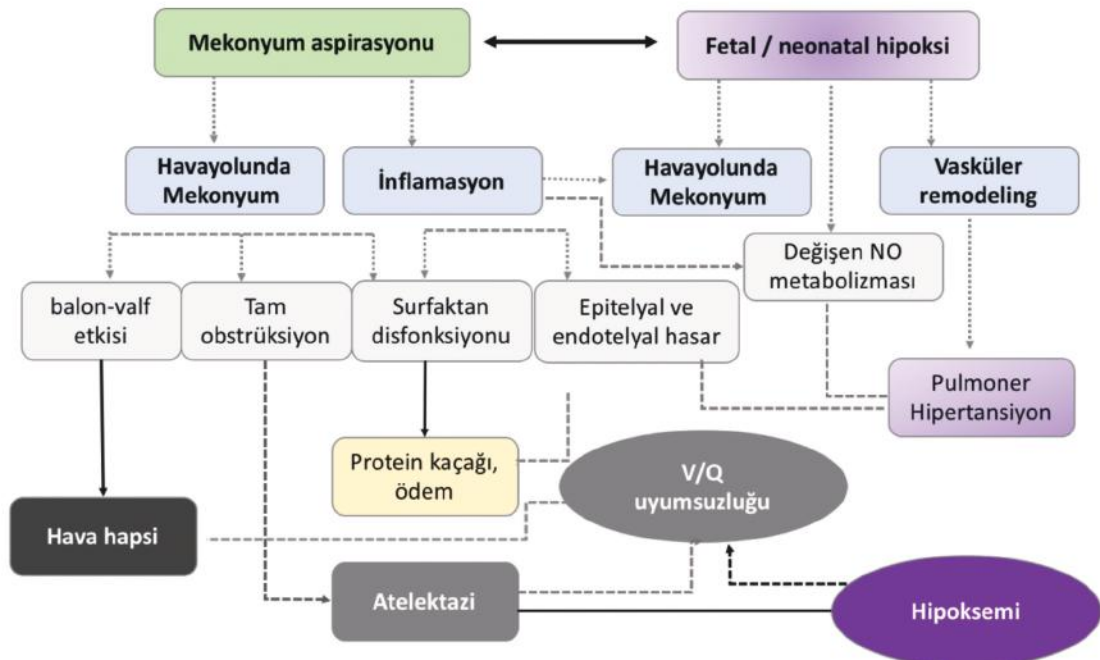 Mekonyum aspirasyonu
Fetal / neonatal hipoksi
Havayolunda
Mekonyum
İnflamasyon
Havayolunda
Mekonyum
Vasküler
remodeling
Değişen NO
metabolizması
balon-valf
etkisi
Tam
obstrüksiyon
Surfaktan
disfonksiyonu
Epitelyal ve
endotelyal hasar
Pulmoner
Hipertansiyon
Protein kaçağı,
ödem
V/Q
uyumsuzluğu
Hava hapsi
Atelektazi
Hipoksemi